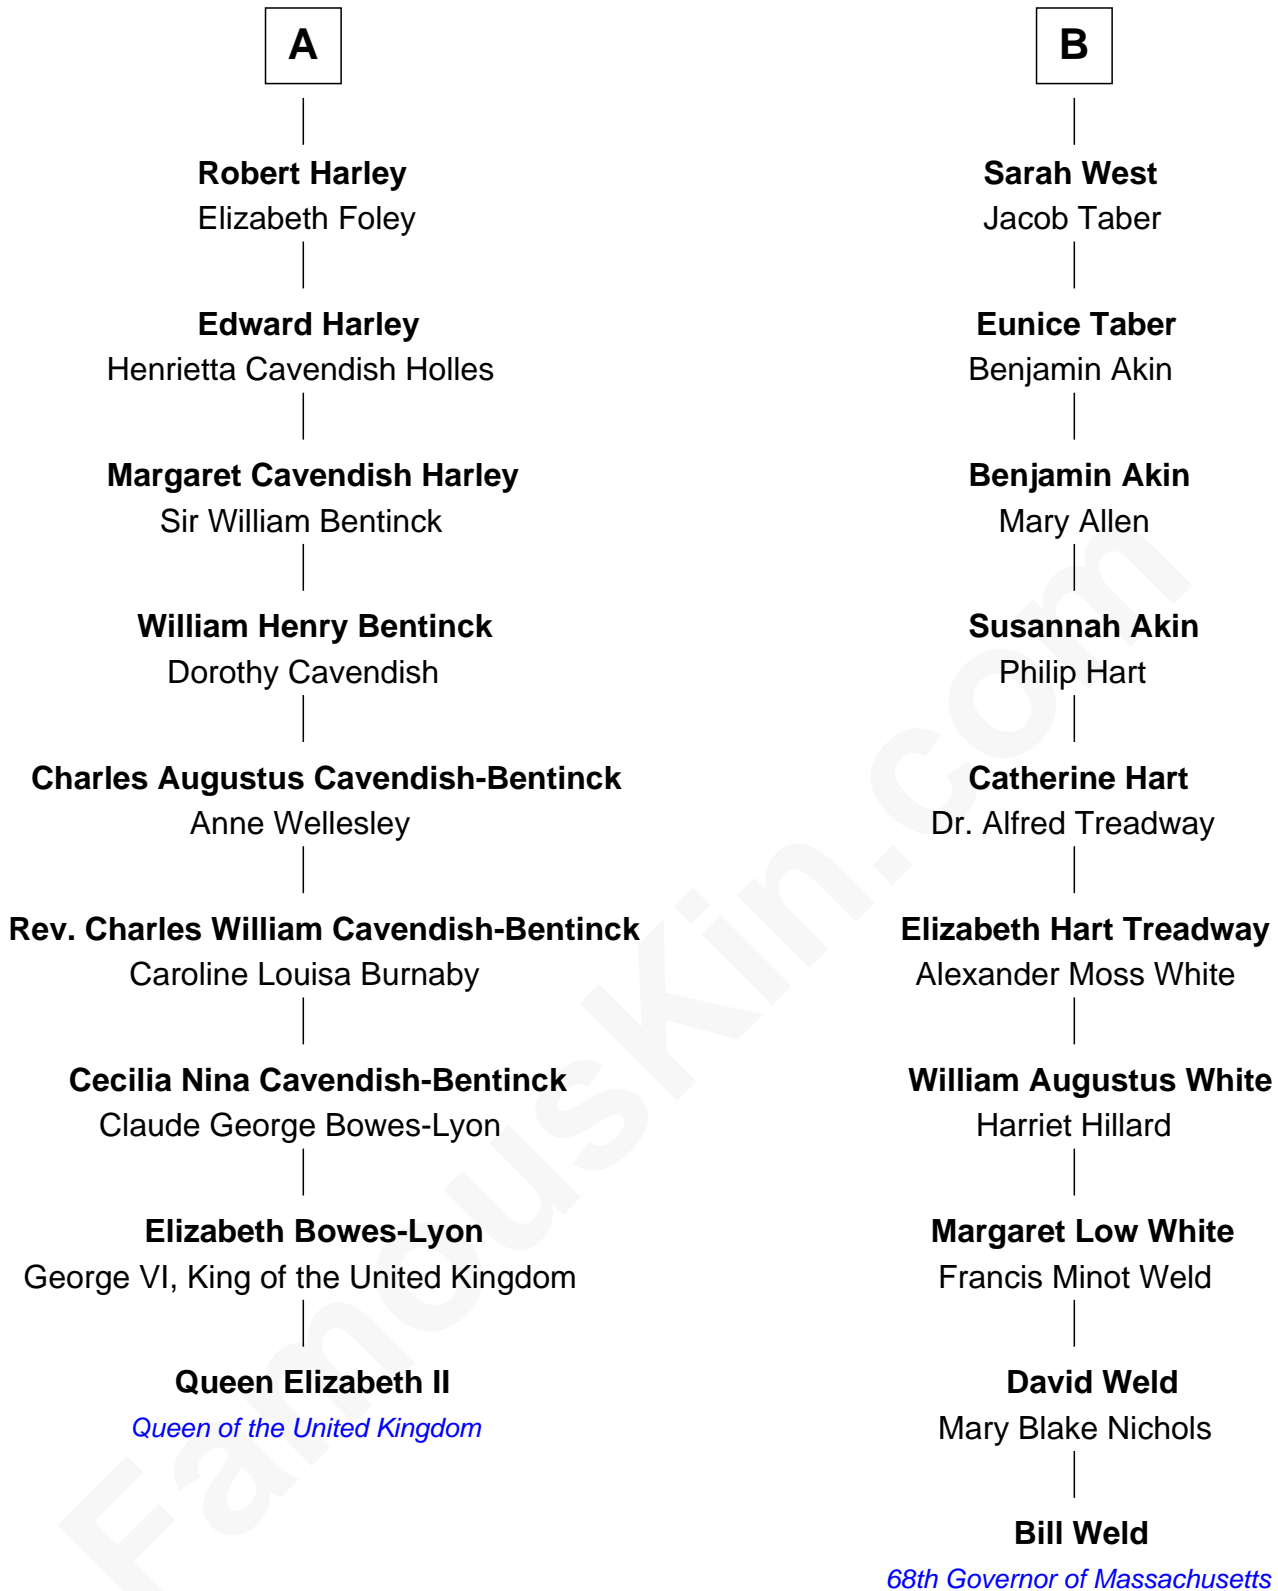 A
Robert Harley
Elizabeth Foley
Edward Harley
Henrietta Cavendish Holles
Margaret Cavendish Harley
Sir William Bentinck
William Henry Bentinck
Dorothy Cavendish
Charles Augustus Cavendish-Bentinck
Anne Wellesley
Rev. Charles William Cavendish-Bentinck
Caroline Louisa Burnaby
Cecilia Nina Cavendish-Bentinck
Claude George Bowes-Lyon
Elizabeth Bowes-Lyon
George VI, King of the United Kingdom
Queen Elizabeth II
Queen of the United Kingdom
B
Sarah West
Jacob Taber
Eunice Taber
Benjamin Akin
Benjamin Akin
Mary Allen
Susannah Akin
Philip Hart
Catherine Hart
Dr. Alfred Treadway
Elizabeth Hart Treadway
Alexander Moss White
William Augustus White
Harriet Hillard
Margaret Low White
Francis Minot Weld
David Weld
Mary Blake Nichols
Bill Weld
68th Governor of Massachusetts
FamousKin.com